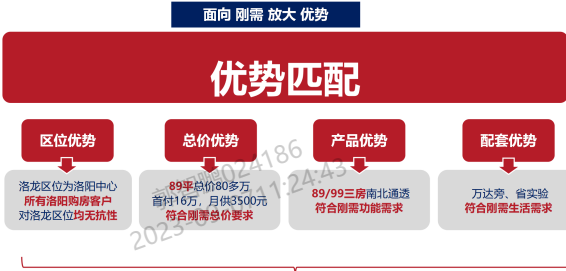 面向 刚需 放大 优势
优势匹配
区位优势
洛龙区位为洛阳中心
所有洛阳购房客户
对洛龙区位均无抗性
总价优势
89平总价80多万
首付16万，月供3500元
符合刚需总价要求
产品优势
89/99三房南北通透
符合刚需功能需求
配套优势
万达旁、省实验
符合刚需生活需求
024186
11:24:43